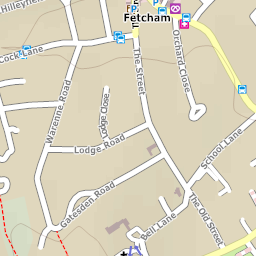 Fetcham
Cock Lane
The Street
Orchard Close
Warenne Road
Lodge Close
Lodge Road
School Lane
Gatesden Road
The Old Street
Bell Lane